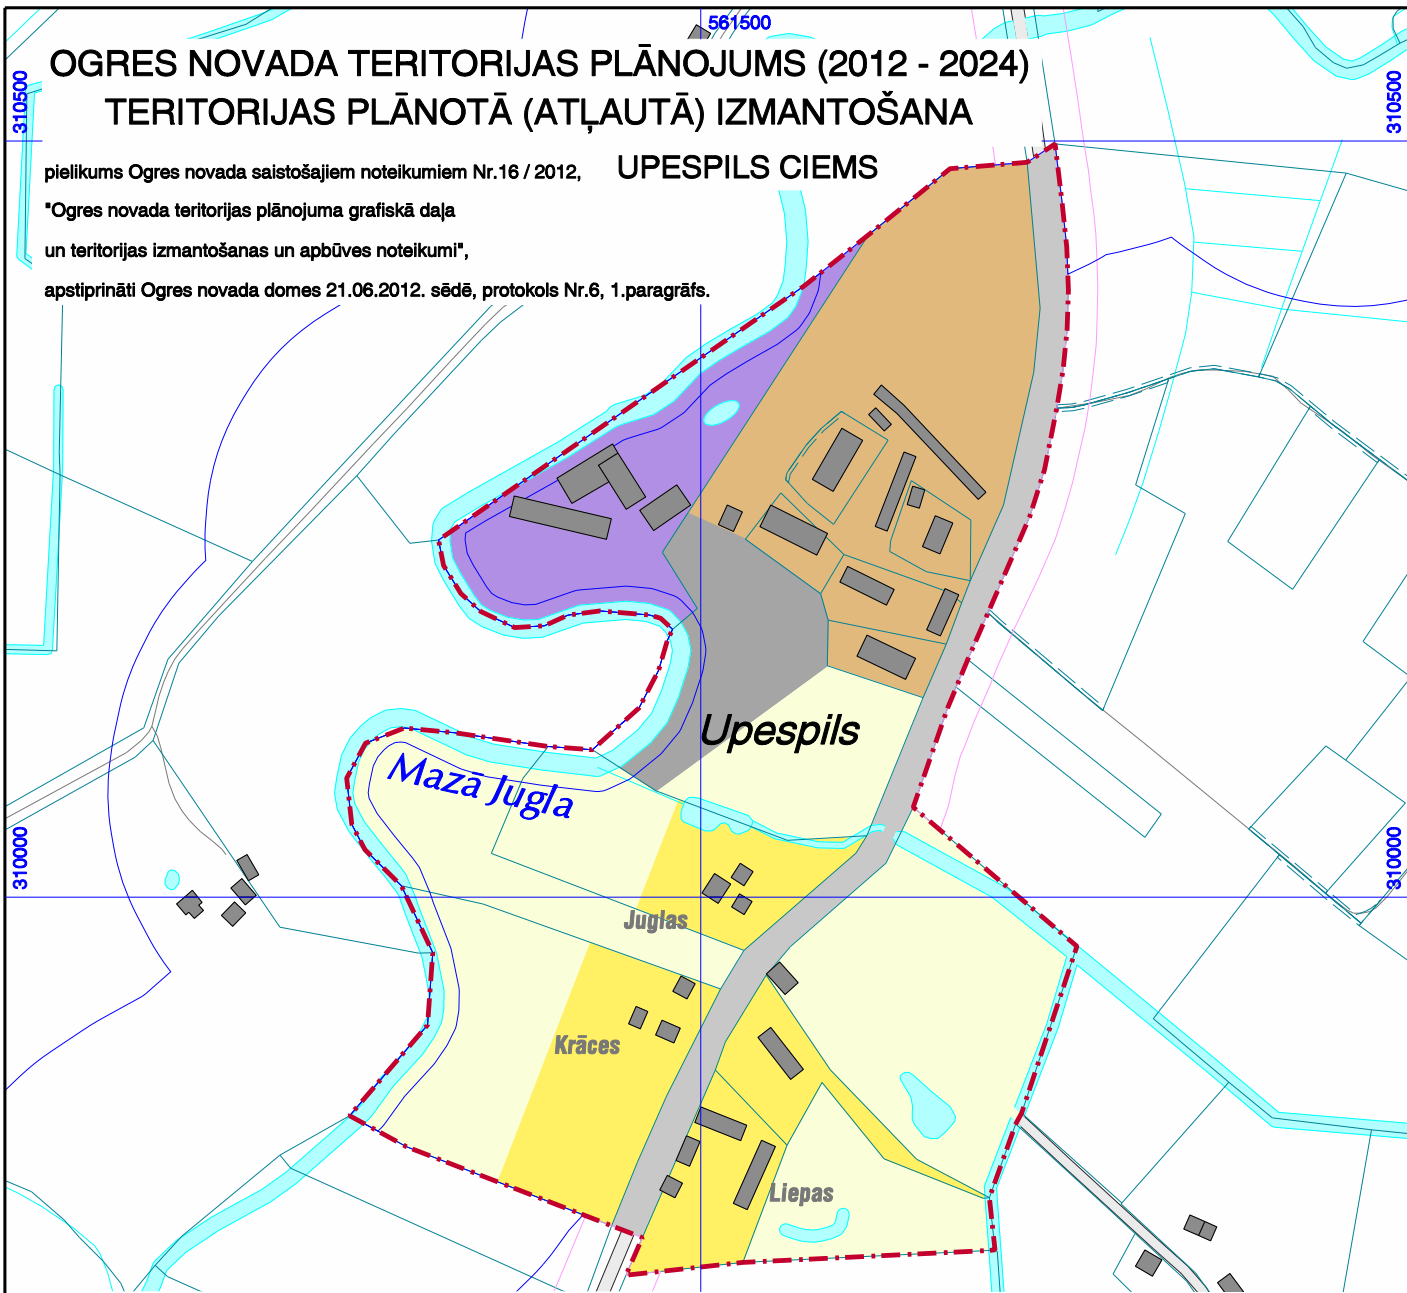 561500
OGRES NOVADA TERITORIJAS PLĀNOJUMS (2012 - 2024)
TERITORIJAS PLĀNOTĀ (ATĻAUTĀ) IZMANTOŠANA
310500
310500
pielikums Ogres novada saistošajiem noteikumiem Nr.16 / 2012,
UPESPILS CIEMS
"Ogres novada teritorijas plānojuma grafiskā daļa
un teritorijas izmantošanas un apbūves noteikumi",
apstiprināti Ogres novada domes 21.06.2012. sēdē, protokols Nr.6, 1.paragrāfs.
Upespils
Mazā Jugla
310000
310000
Juglas
Krāces
Liepas